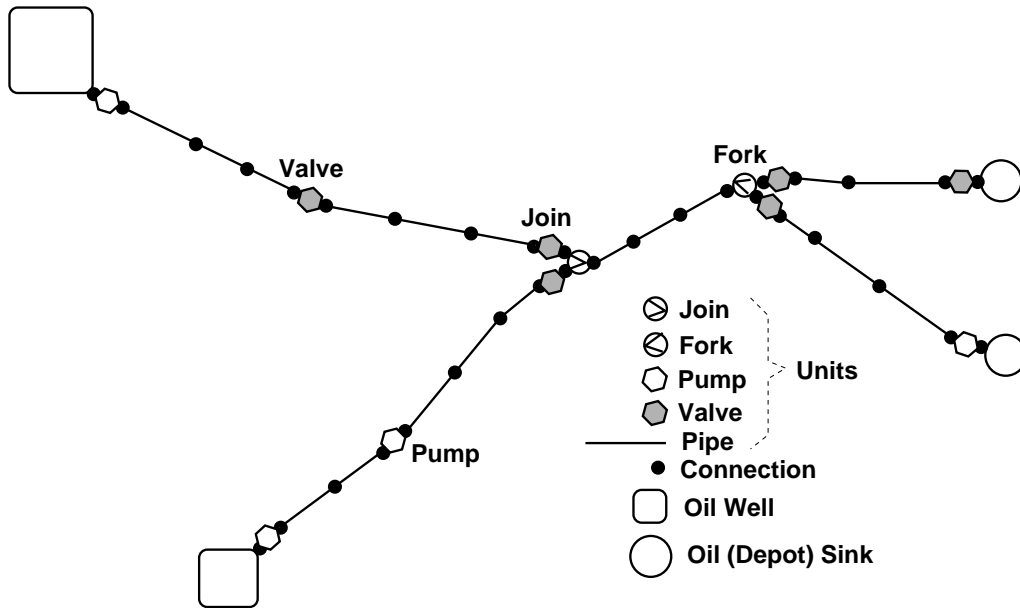 Fork
Valve
Join
Join
Fork
Units
Pump
Valve
Pipe
Pump
Connection
Oil Well
Oil (Depot) Sink